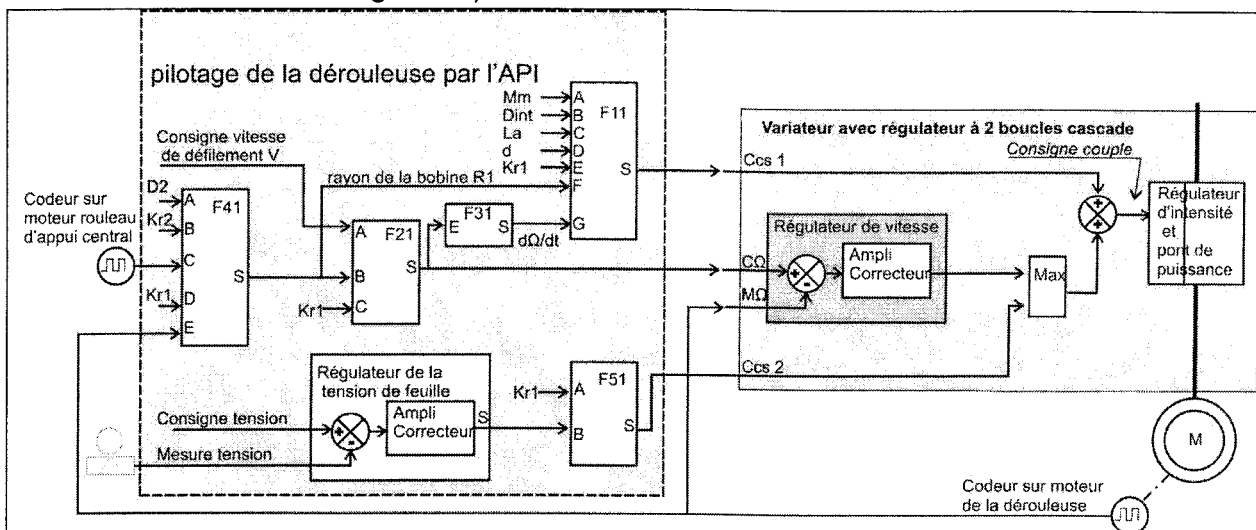 pilotage de la dérouleuse par l'API
Consigne vitesse
de défilement V
Codeur sur
moteur rouleau
d'appui central
D2
Kr2
Kr1
A
B
C
D
E
F41
S
rayon de la bobine R1
A
B
C
F21
S
Kr1
E
F31
S
dΩ/dt
Mm
Dint
La
d
Kr1
A
B
C
D
E
F
G
F11
S
Régulateur de la
tension de feuille
Ampli
Correcteur
S
Consigne tension
Mesure tension
Kr1
A
B
F51
S
Variateur avec régulateur à 2 boucles cascade
Consigne couple
Ccs 1
CΩ
MΩ
Ccs 2
Régulateur de vitesse
Ampli
Correcteur
Max
Régulateur
d'intensité
et
pont de
puissance
M
Codeur sur moteur
de la dérouleuse